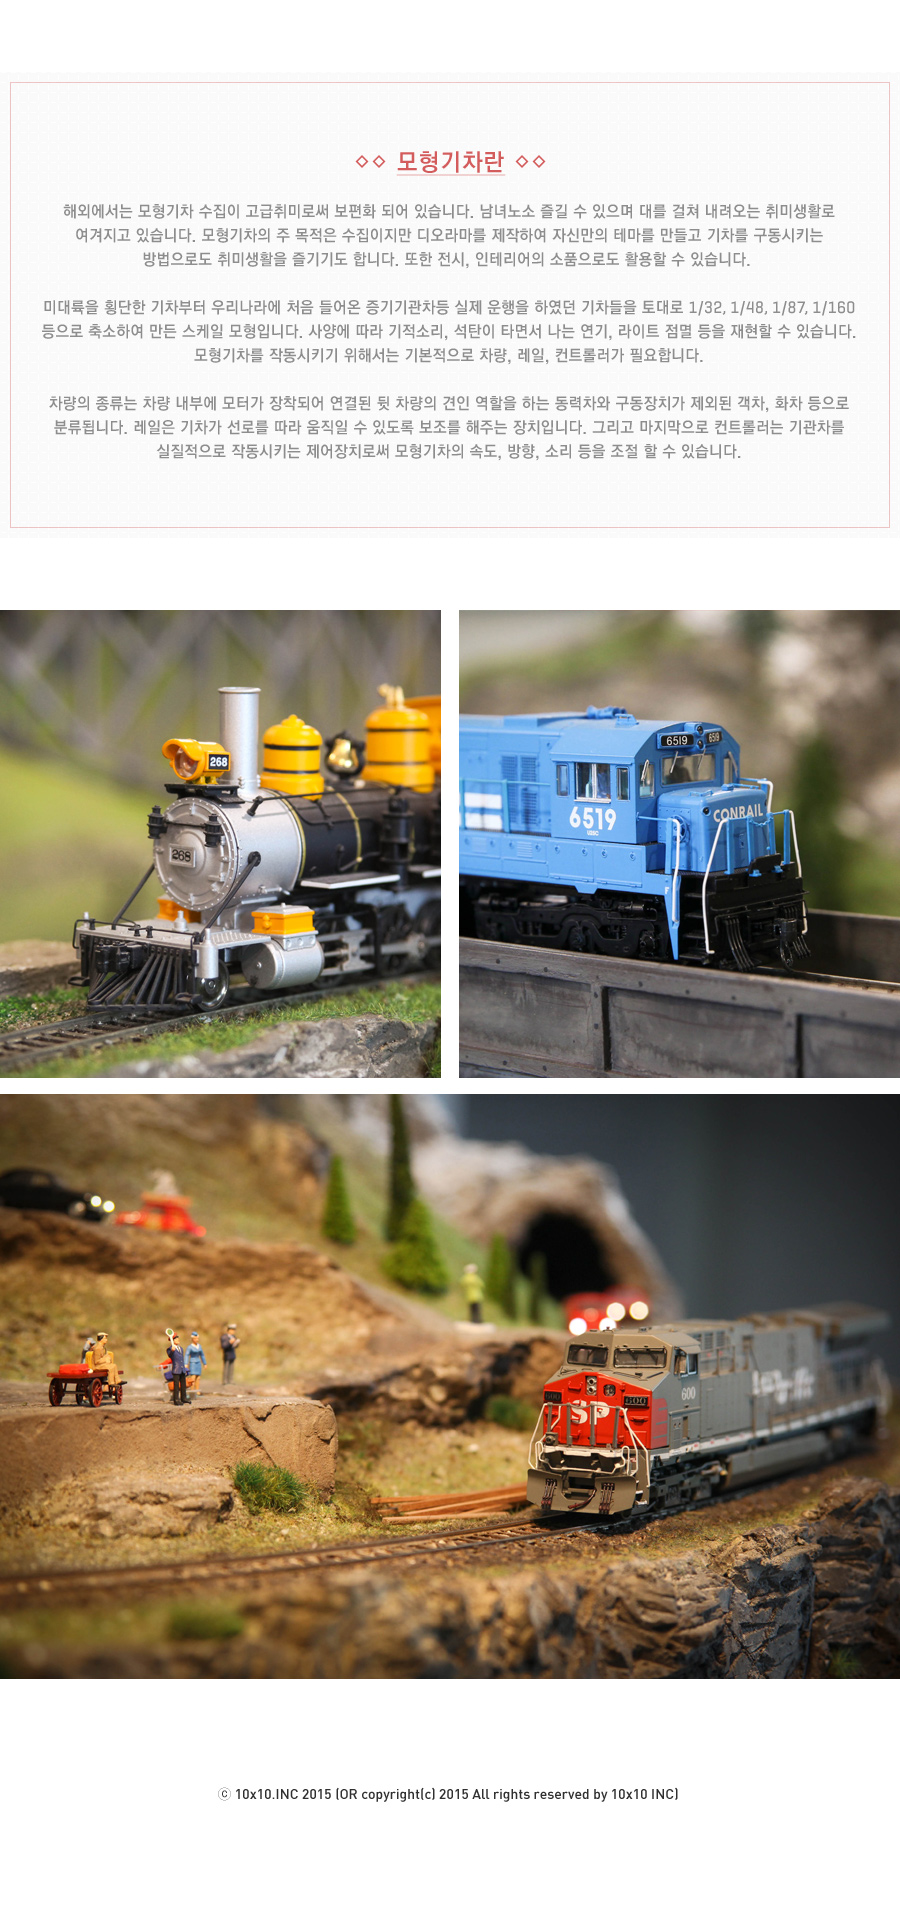 ◇◇ 모형기차란 ◇◇
해외에서는 모형기차 수집이 고급취미로써 보편화 되어 있습니다. 남녀노소 즐길 수 있으며 대를 걸쳐 내려오는 취미생활로
여겨지고 있습니다. 모형기차의 주 목적은 수집이지만 디오라마를 제작하여 자신만의 테마를 만들고 기차를 구동시키는
방법으로도 취미생활을 즐기기도 합니다. 또한 전시, 인테리어의 소품으로도 활용할 수 있습니다.
미대륙을 횡단한 기차부터 우리나라에 처음 들어온 증기기관차등 실제 운행을 하였던 기차들을 토대로 1/32, 1/48, 1/87, 1/160
등으로 축소하여 만든 스케일 모형입니다. 사양에 따라 기적소리, 석탄이 타면서 나는 연기, 라이트 점멸 등을 재현할 수 있습니다.
모형기차를 작동시키기 위해서는 기본적으로 차량, 레일, 컨트롤러가 필요합니다.
차량의 종류는 차량 내부에 모터가 장착되어 연결된 뒷 차량의 견인 역할을 하는 동력차와 구동장치가 제외된 객차, 화차 등으로
분류됩니다. 레일은 기차가 선로를 따라 움직일 수 있도록 보조를 해주는 장치입니다. 그리고 마지막으로 컨트롤러는 기관차를
실질적으로 작동시키는 제어장치로써 모형기차의 속도, 방향, 소리 등을 조절 할 수 있습니다.
268
268
6519
6519
6519
CONRAIL
F
600
600
SP
ⓒ 10x10.INC 2015 (OR copyright(c) 2015 All rights reserved by 10x10 INC)